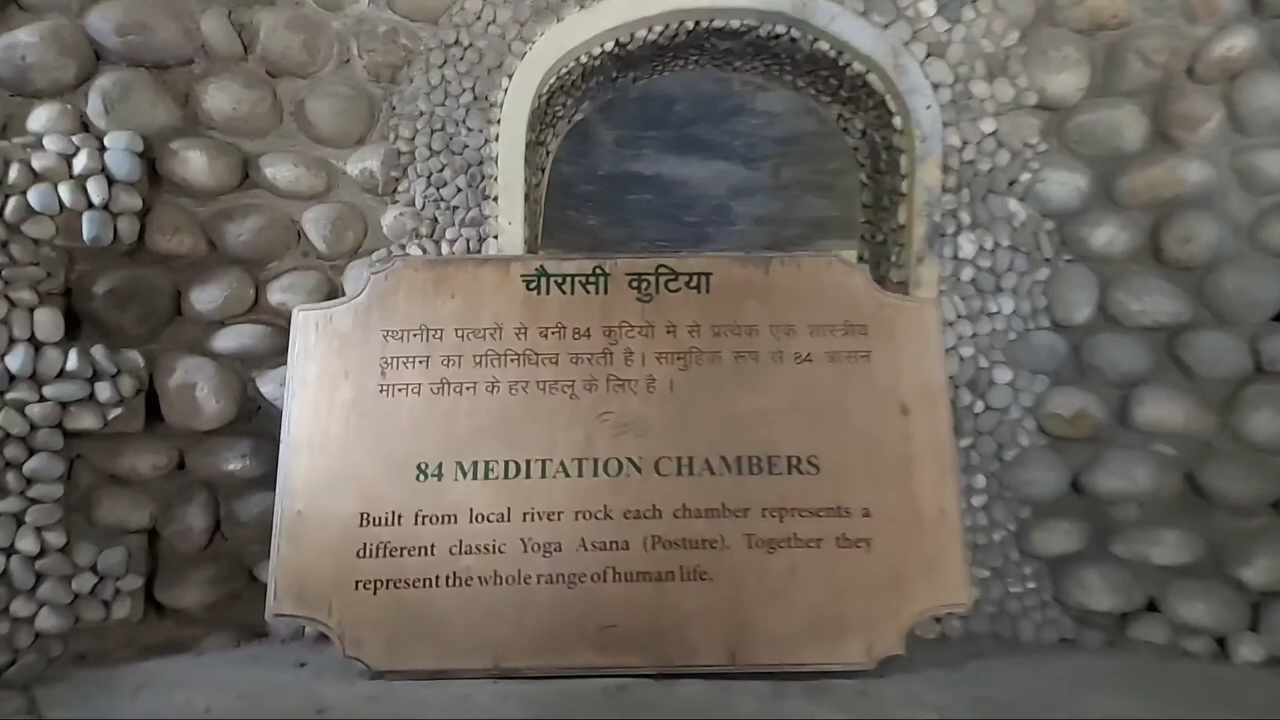 चौरासी कुटिया
स्थानीय पत्थरों से बनी 84 कुटियों मे से प्रत्येक एक शास्त्रीय
आसन का प्रतिनिधित्व करती है। सामुहिक रूप से 84 आसन
मानव जीवन के हर पहलू के लिए है ।
84 MEDITATION CHAMBERS
Built from local river rock each chamber represents a
different classic Yoga Asana (Posture). Together they
represent the whole range of human life.